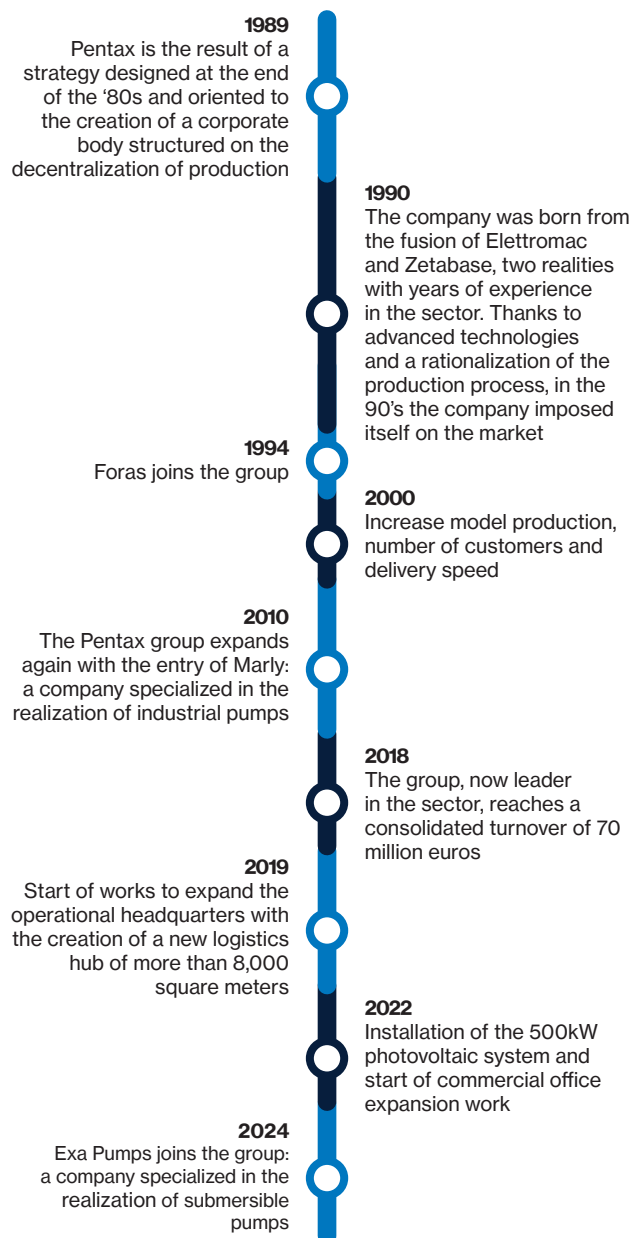 1989
Pentax is the result of a
strategy designed at the end
of the ‘80s and oriented to
the creation of a corporate
body structured on the
decentralization of production
1990
The company was born from
the fusion of Elettromac
and Zetabase, two realities
with years of experience
in the sector. Thanks to
advanced technologies
and a rationalization of the
production process, in the
90’s the company imposed
itself on the market
1994
Foras joins the group
2000
Increase model production,
number of customers and
delivery speed
2010
The Pentax group expands
again with the entry of Marly:
a company specialized in the
realization of industrial pumps
2018
The group, now leader
in the sector, reaches a
consolidated turnover of 70
million euros
2019
Start of works to expand the
operational headquarters with
the creation of a new logistics
hub of more than 8,000
square meters
2022
Installation of the 500kW
photovoltaic system and
start of commercial office
expansion work
2024
Exa Pumps joins the group:
a company specialized in the
realization of submersible
pumps